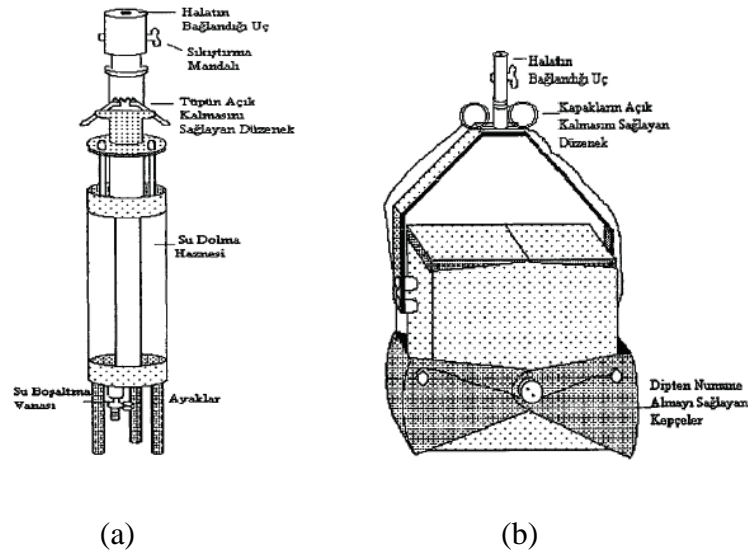 Halatın
Bağlandığı Uç
Sıkıştırma
Mandalı
Tüpün Açık
Kalmasını
Sağlayan Düzenek
Su Dolma
Haznesi
Su Boşaltma
Vanası
Ayaklar
(a)
Halatın
Bağlandığı Uç
Kapakların Açık
Kalmasını Sağlayan
Düzenek
Dipten Numune
Almayı Sağlayan
Kepçeler
(b)